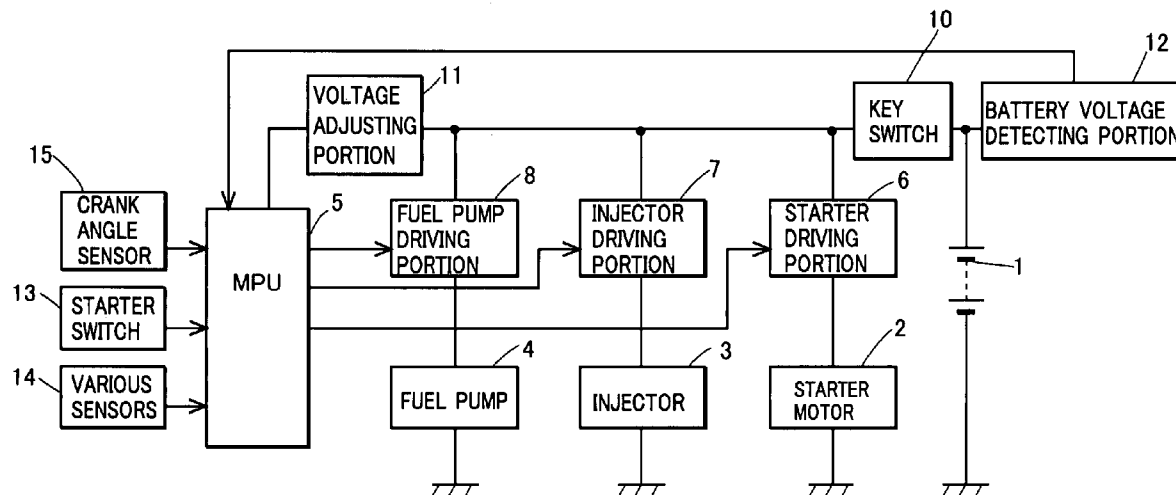 10
12
11
VOLTAGE
ADJUSTING
PORTION
KEY
SWITCH
BATTERY VOLTAGE
DETECTING PORTION
15
CRANK
ANGLE
SENSOR
5
8
FUEL PUMP
DRIVING
PORTION
7
INJECTOR
DRIVING
PORTION
6
STARTER
DRIVING
PORTION
MPU
1
13
STARTER
SWITCH
14
VARIOUS
SENSORS
4
FUEL PUMP
3
INJECTOR
2
STARTER
MOTOR